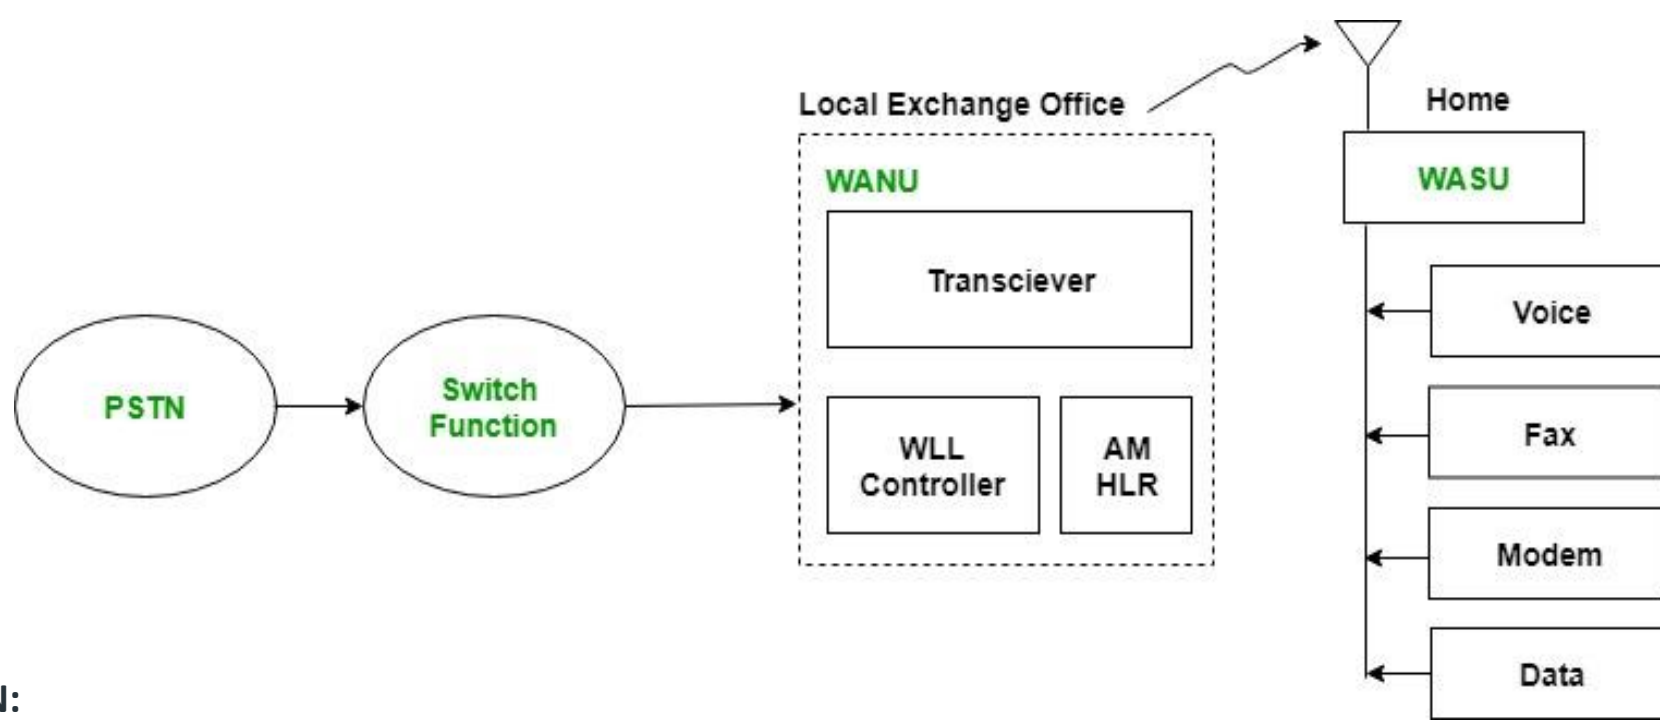 Local Exchange Office
Home
WANU
WASU
Transciever
Voice
PSTN
Switch
Function
Fax
WLL
Controller
AM
HLR
Modem
Data
N: